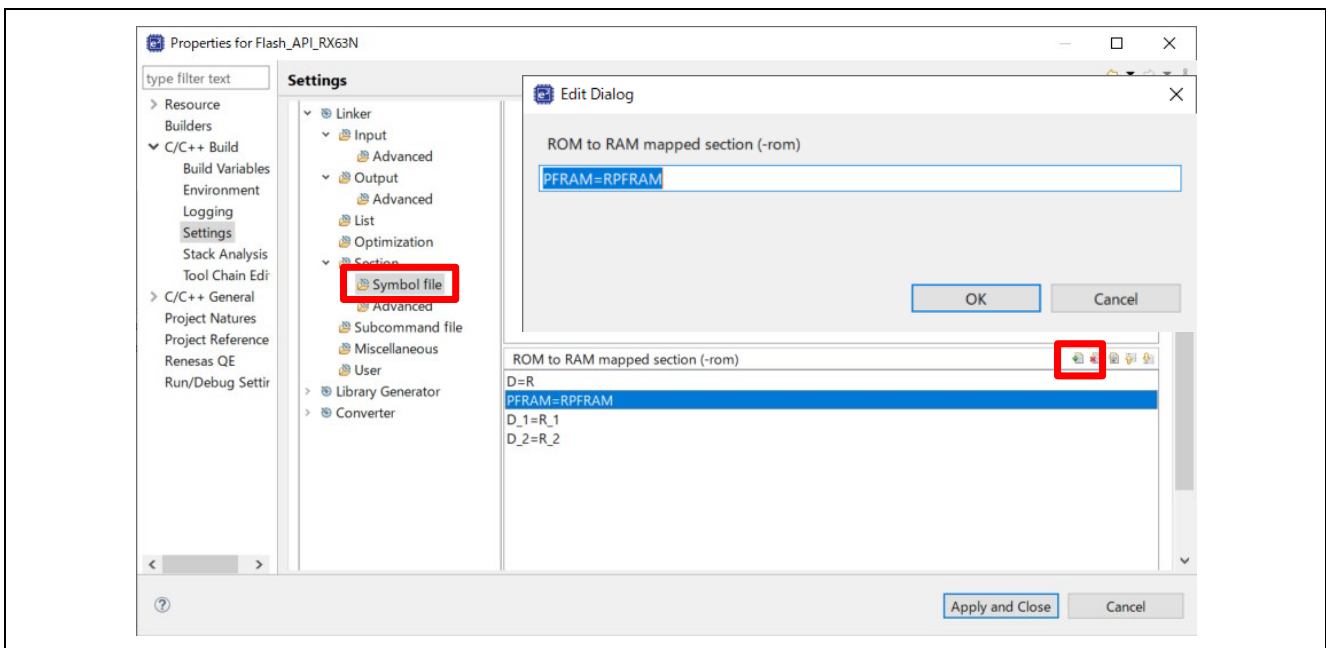 Properties for Flash_API_RX63N
type filter text
Resource
Builders
C/C++ Build
Build Variables
Environment
Logging
Settings
Stack Analysis
Tool Chain Edi
C/C++ General
Project Natures
Project Reference
Renesas QE
Run/Debug Settir
Settings
Linker
Input
Advanced
Output
Advanced
List
Optimization
Section
Symbol file
Advanced
Subcommand file
Miscellaneous
User
Library Generator
Converter
Edit Dialog
ROM to RAM mapped section (-rom)
PFRAM=RPFRAM
OK Cancel
ROM to RAM mapped section (-rom)
D=R
PFRAM=RPFRAM
D_1=R_1
D_2=R_2
Apply and Close Cancel